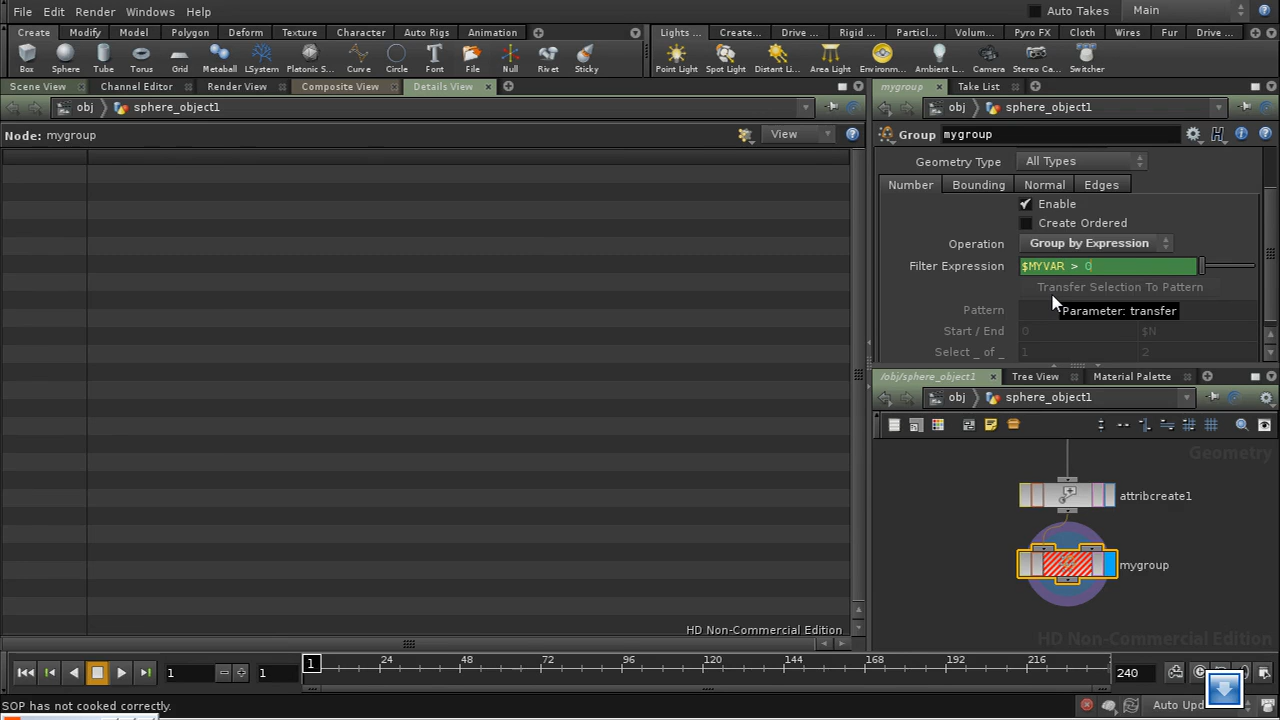 File Edit Render Windows Help Auto Takes Main
Create Modify Model Polygon Deform Texture Character Auto Rigs Animation Lights ... Create... Drive ... Rigid ... Particl... Volum... Pyro FX Cloth Wires Fur Drive ...
Box Sphere Tube Torus Grid Metaball LSystem Platonic S... Curve Circle Font File Null Rivet Sticky Point Light Spot Light Distant Li... Area Light Environm... Ambient L... Camera Stereo Ca... Switcher
Scene View Channel Editor Render View Composite View Details View
obj sphere_object1
Node: mygroup View
HD Non-Commercial Edition
mygroup Take List
obj sphere_object1
Group mygroup
Geometry Type All Types
Number Bounding Normal Edges
Enable
Create Ordered
Operation Group by Expression
Filter Expression $MYVAR > 0
Transfer Selection To Pattern
Pattern Parameter: transfer
Start / End 0 $N
Select _ of _ 1 2
/obj/sphere_object1 Tree View Material Palette
obj sphere_object1
Geometry
attribcreate1
mygroup
HD Non-Commercial Edition
1 1 1 24 48 72 96 120 144 168 192 216 240
SOP has not cooked correctly. Auto Up